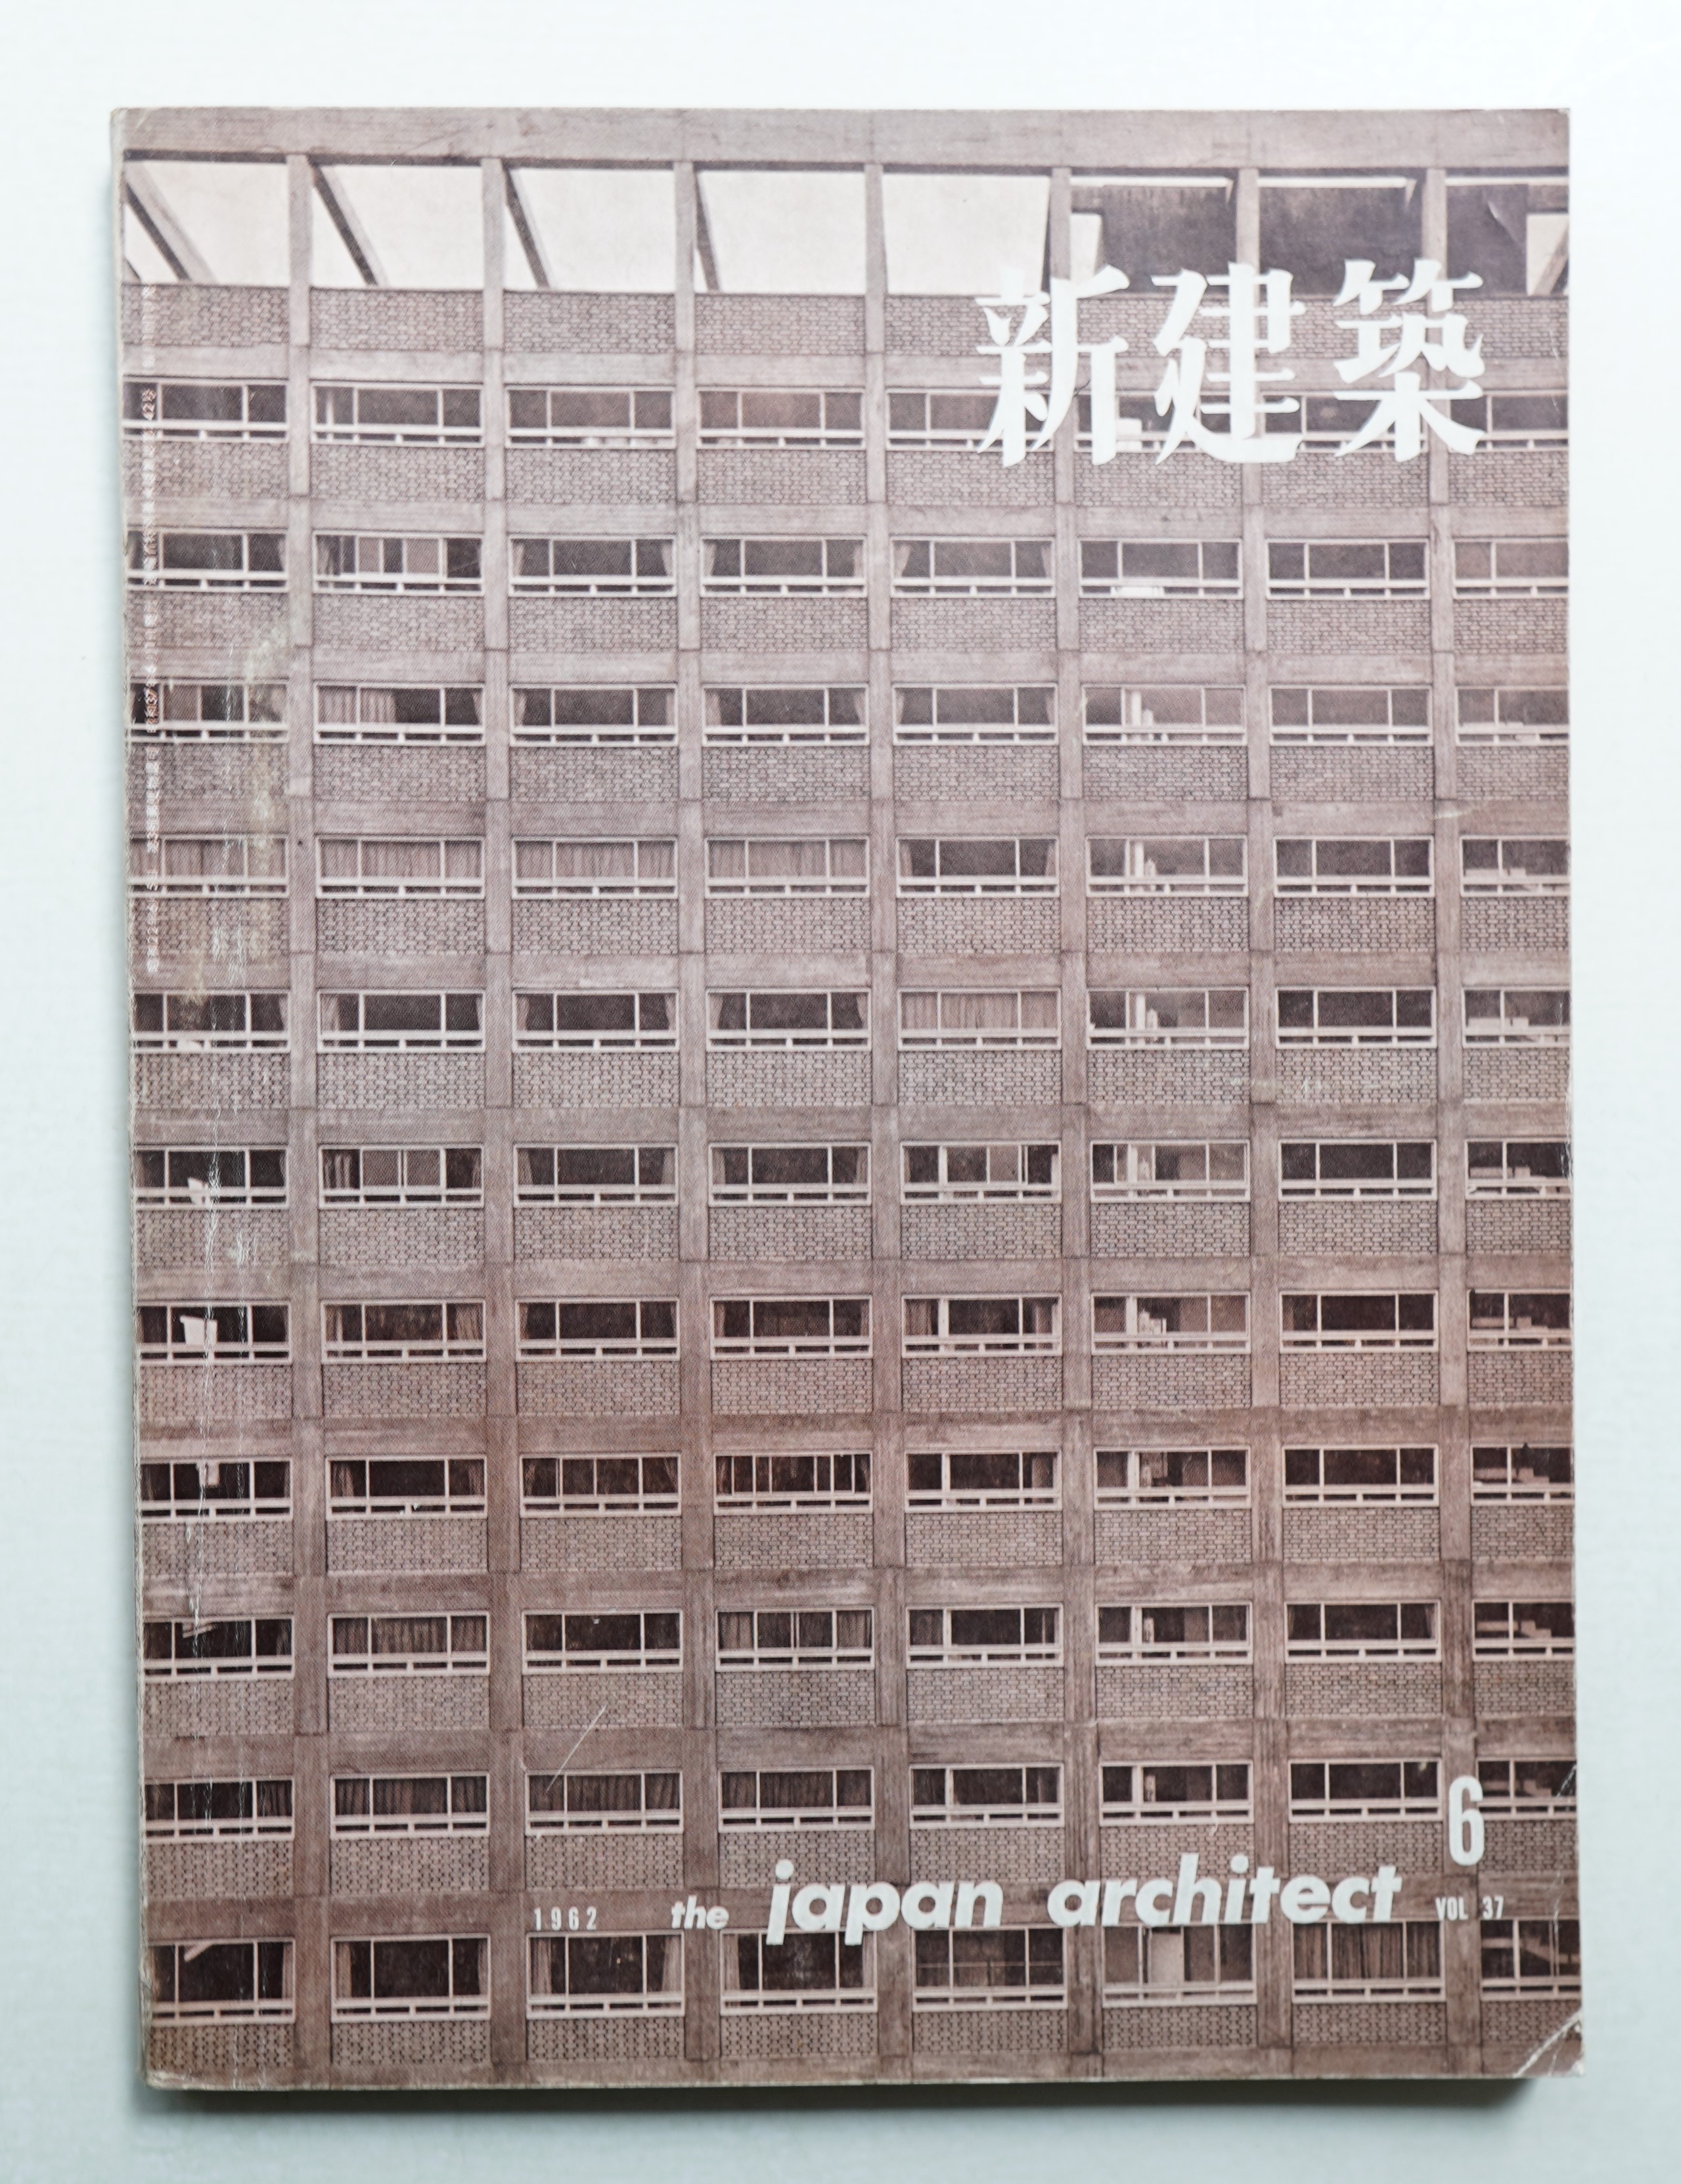 新建築
6
1962 the japan architect VOL 37